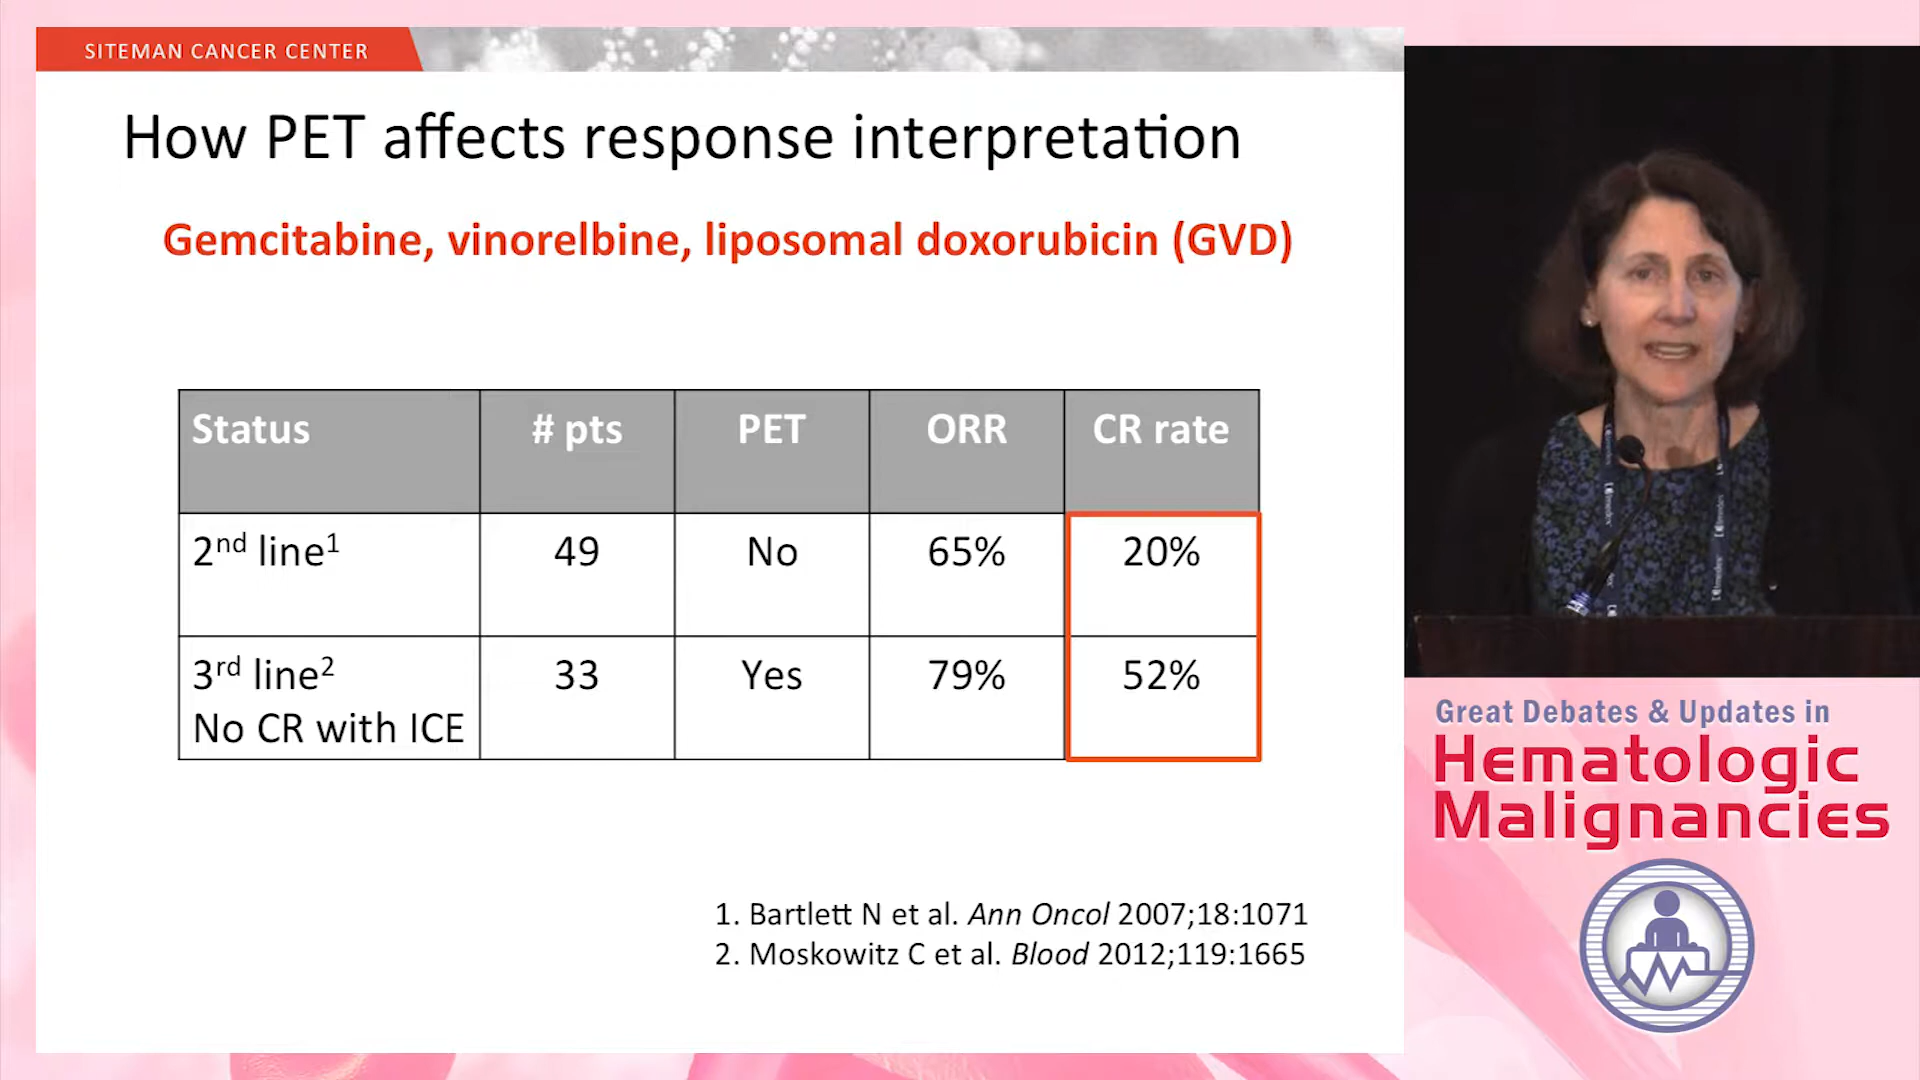 SITEMAN CANCER CENTER
How PET affects response interpretation
Gemcitabine, vinorelbine, liposomal doxorubicin (GVD)
Status # pts PET ORR CR rate
2nd line1 49 No 65% 20%
3rd line2 33 Yes 79% 52%
No CR with ICE
1. Bartlett N et al. Ann Oncol 2007;18:1071
2. Moskowitz C et al. Blood 2012;119:1665
Great Debates & Updates in
Hematologic
Malignancies